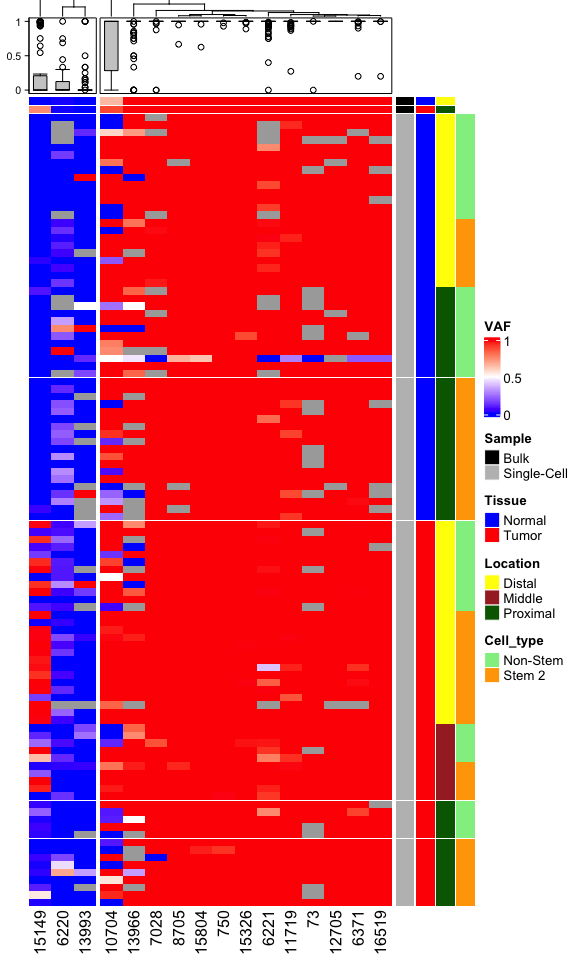 1
0.5
0
VAF
1
0.5
0
Sample
Bulk
Single-Cell
Tissue
Normal
Tumor
Location
Distal
Middle
Proximal
Cell_type
Non-Stem
Stem 2
15149
6220
13993
10704
13966
7028
8705
15804
750
15326
6221
11719
73
12705
6371
16519